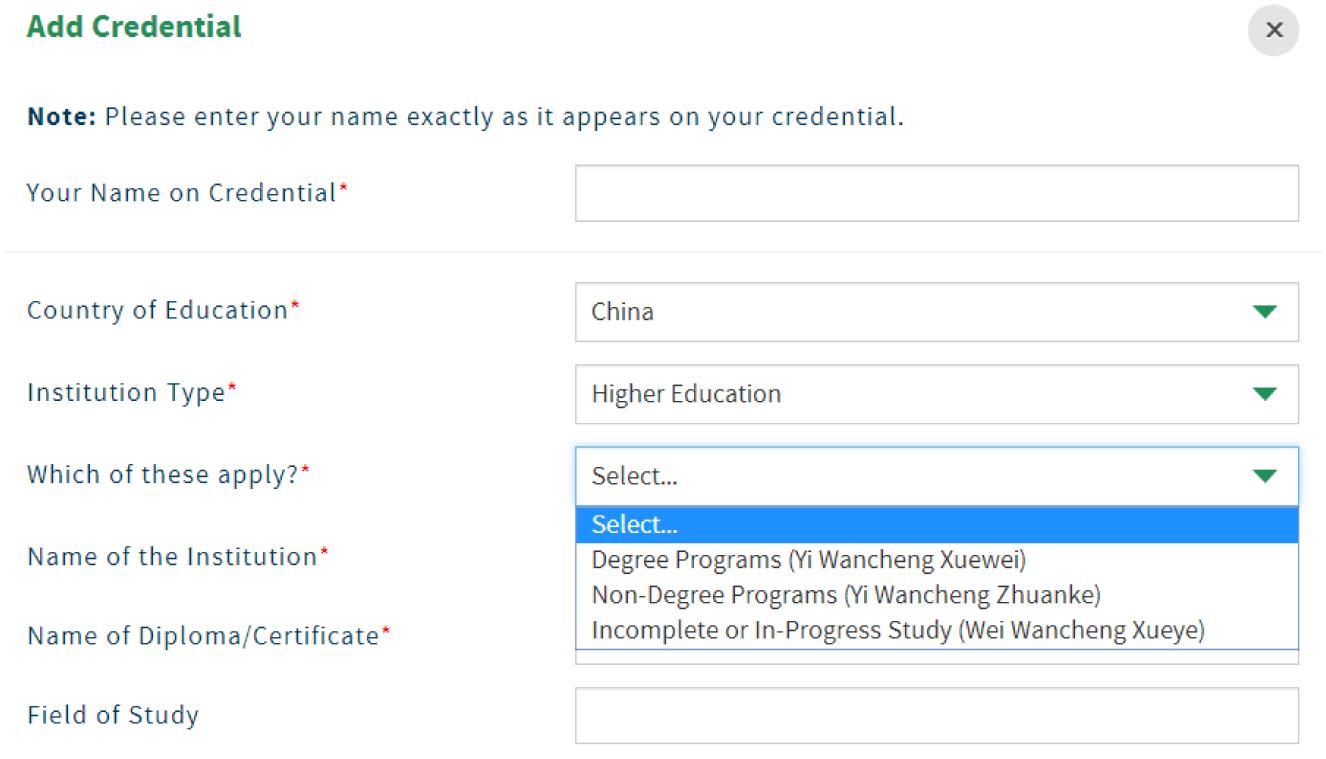 Add Credential
Note: Please enter your name exactly as it appears on your credential.
Your Name on Credential*
Country of Education*
China
Institution Type*
Higher Education
Which of these apply?*
Select...
Select...
Degree Programs (Yi Wancheng Xuewei)
Non-Degree Programs (Yi Wancheng Zhuanke)
Incomplete or In-Progress Study (Wei Wancheng Xueye)
Name of the Institution*
Name of Diploma/Certificate*
Field of Study